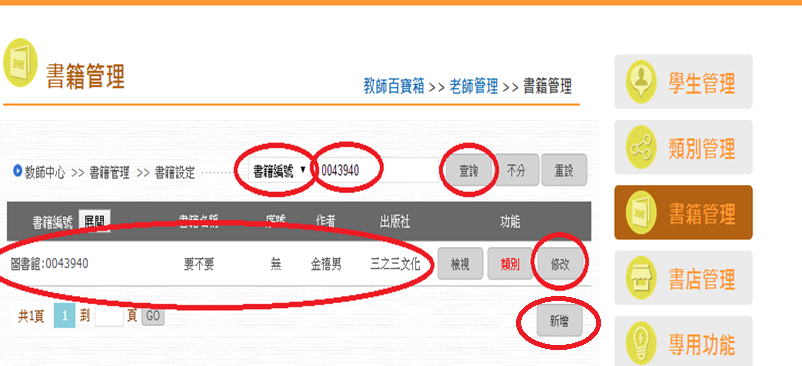 書籍管理
教師百寶箱 >> 老師管理 >> 書籍管理
教師中心 >> 書籍管理 >> 書籍設定 ········ 書籍編號 ▼ 0043940 查詢 不分 重設
書籍編號 展開 書籍名稱 序號 作者 出版社 功能
圖書館:0043940 要不要 無 金禧男 三之三文化 檢視 類別 修改
共1頁 1 到 頁 GO 新增
學生管理
類別管理
書籍管理
書店管理
專用功能